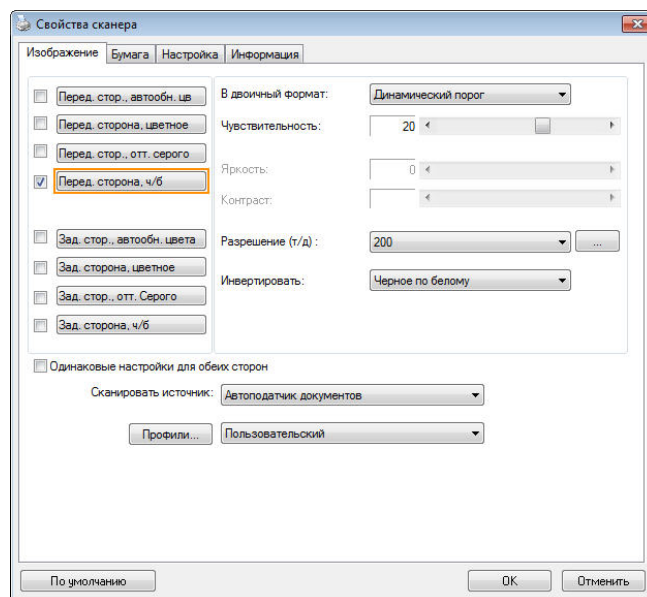 Свойства сканера
Изображение Бумага Настройка Информация
Перед. стор., автообн. цв
В двоичный формат: Динамический порог
Перед. сторона, цветное
Чувствительность: 20
Перед. стор., отт. серого
Яркость: 0
Перед. сторона, ч/б
Контраст:
Зад. стор., автообн. цвета
Разрешение (т/д) : 200 ...
Зад. сторона, цветное
Инвертировать: Черное по белому
Зад. стор., отт. Серого
Зад. сторона, ч/б
Одинаковые настройки для обеих сторон
Сканировать источник: Автоподатчик документов
Профили... Пользовательский
По умолчанию OK Отменить